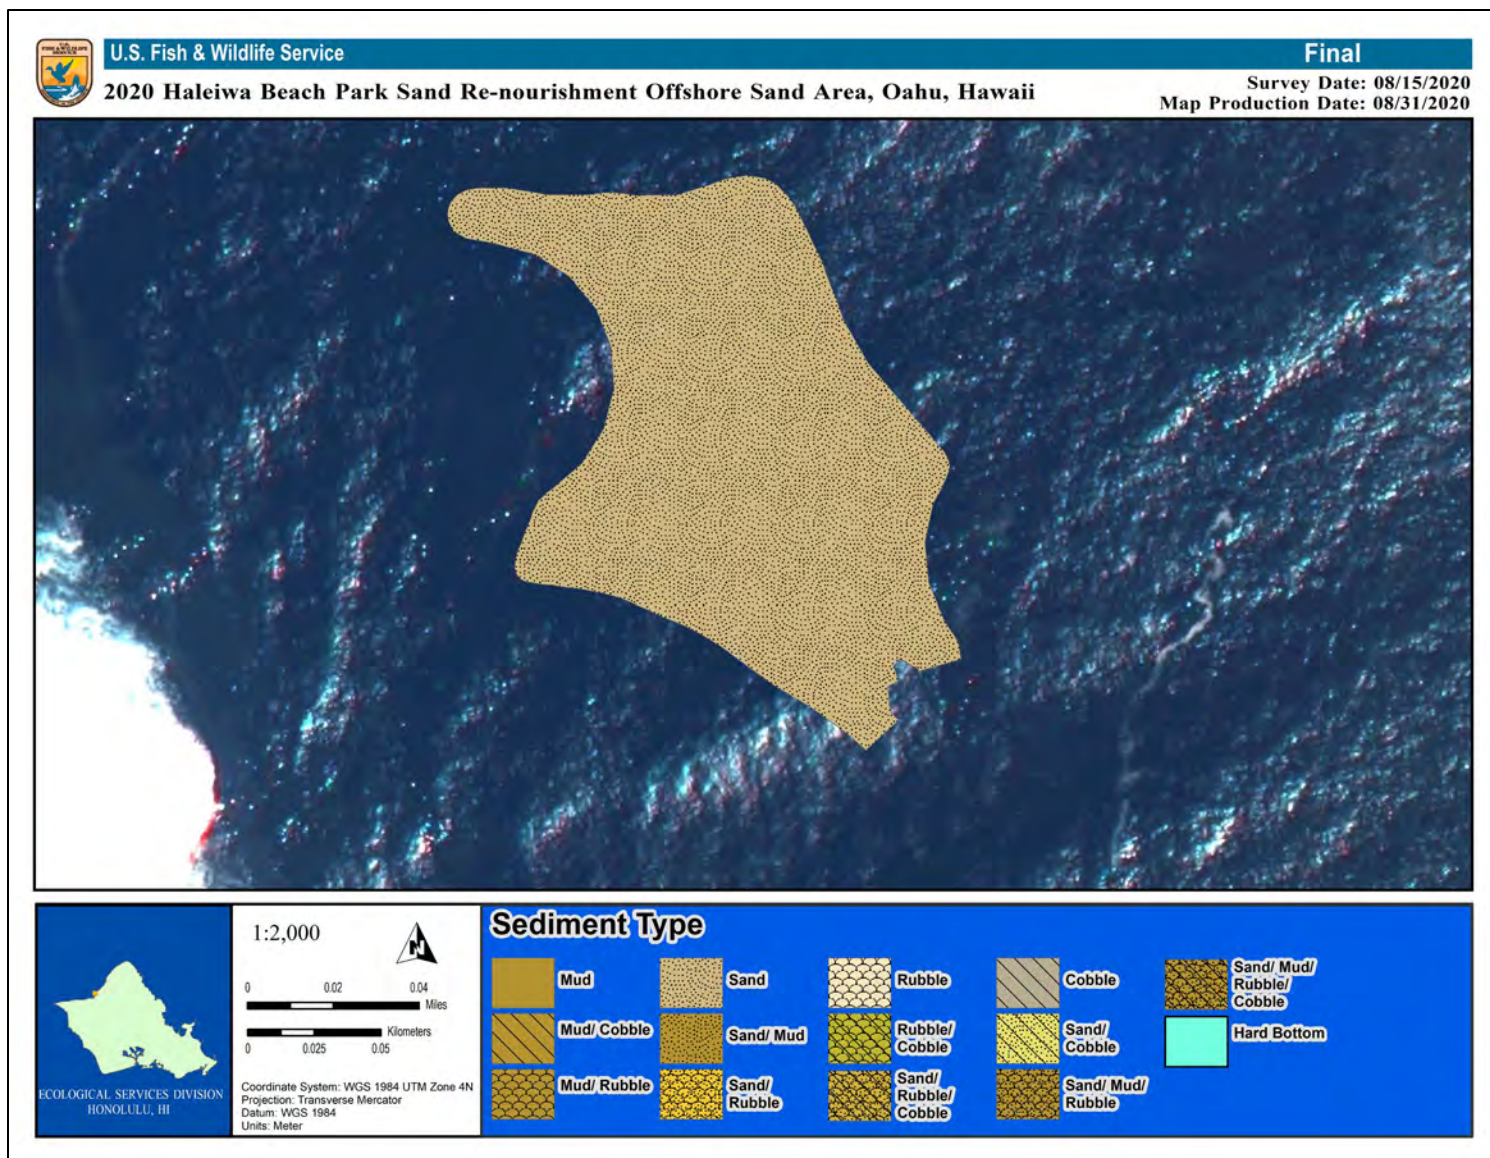 U.S. FISH & WILDLIFE SERVICE
U.S. Fish & Wildlife Service
Final
2020 Haleiwa Beach Park Sand Re-nourishment Offshore Sand Area, Oahu, Hawaii
Survey Date: 08/15/2020
Map Production Date: 08/31/2020
ECOLOGICAL SERVICES DIVISION
HONOLULU, HI
1:2,000
N
0 0.02 0.04
Miles
Kilometers
0 0.025 0.05
Coordinate System: WGS 1984 UTM Zone 4N
Projection: Transverse Mercator
Datum: WGS 1984
Units: Meter
Sediment Type
Mud
Mud/ Cobble
Mud/ Rubble
Sand
Sand/ Mud
Sand/
Rubble
Rubble
Rubble/
Cobble
Sand/
Rubble/
Cobble
Cobble
Sand/
Cobble
Sand/ Mud/
Rubble
Sand/ Mud/
Rubble/
Cobble
Hard Bottom